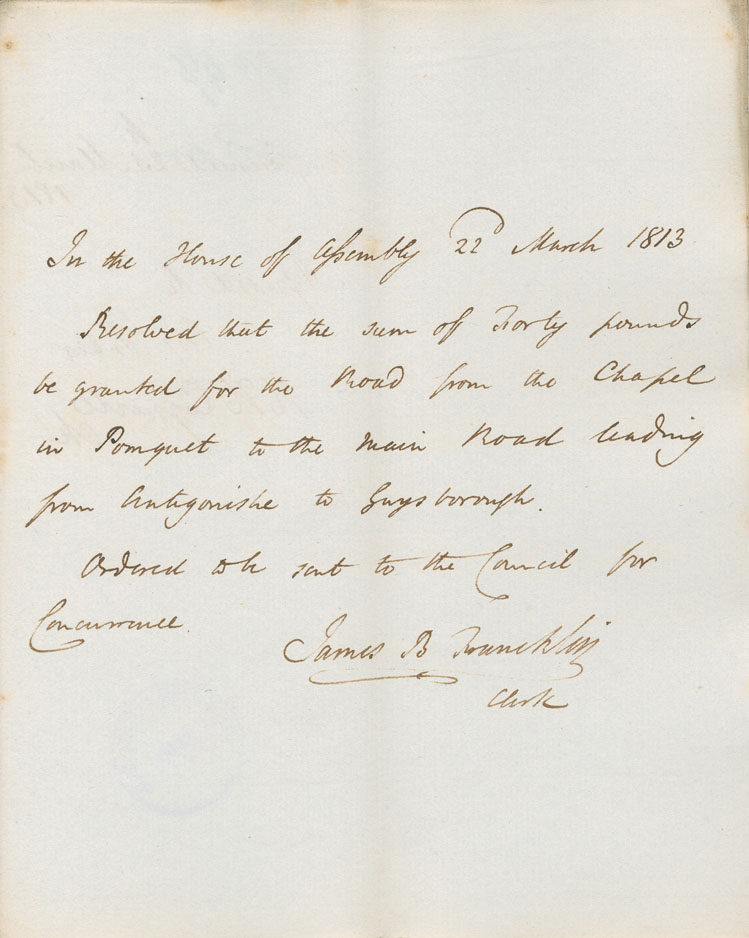 In the House of Assembly 22d March 1813
Resolved that the sum of Forty pounds
be granted for the Road from the Chapel
in Pomquet to the Main Road leading
from Antigonishe to Guysborough.
Ordered to be sent to the Council for
Concurrence.
James B Francklin
Clerk